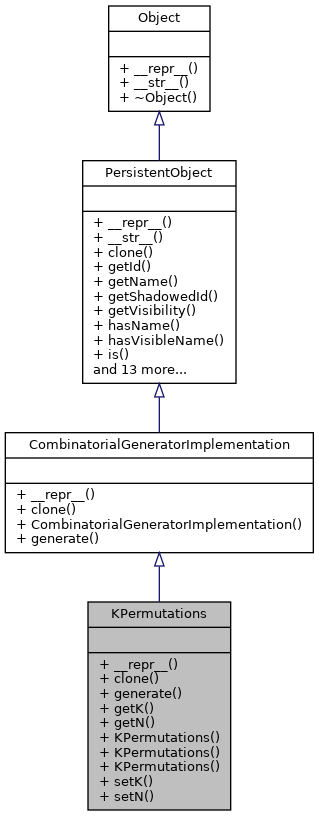 Object
+ __repr__()
+ __str__()
+ ~Object()
PersistentObject
+ __repr__()
+ __str__()
+ clone()
+ getId()
+ getName()
+ getShadowedId()
+ getVisibility()
+ hasName()
+ hasVisibleName()
+ is()
and 13 more...
CombinatorialGeneratorImplementation
+ __repr__()
+ clone()
+ CombinatorialGeneratorImplementation()
+ generate()
KPermutations
+ __repr__()
+ clone()
+ generate()
+ getK()
+ getN()
+ KPermutations()
+ KPermutations()
+ KPermutations()
+ setK()
+ setN()